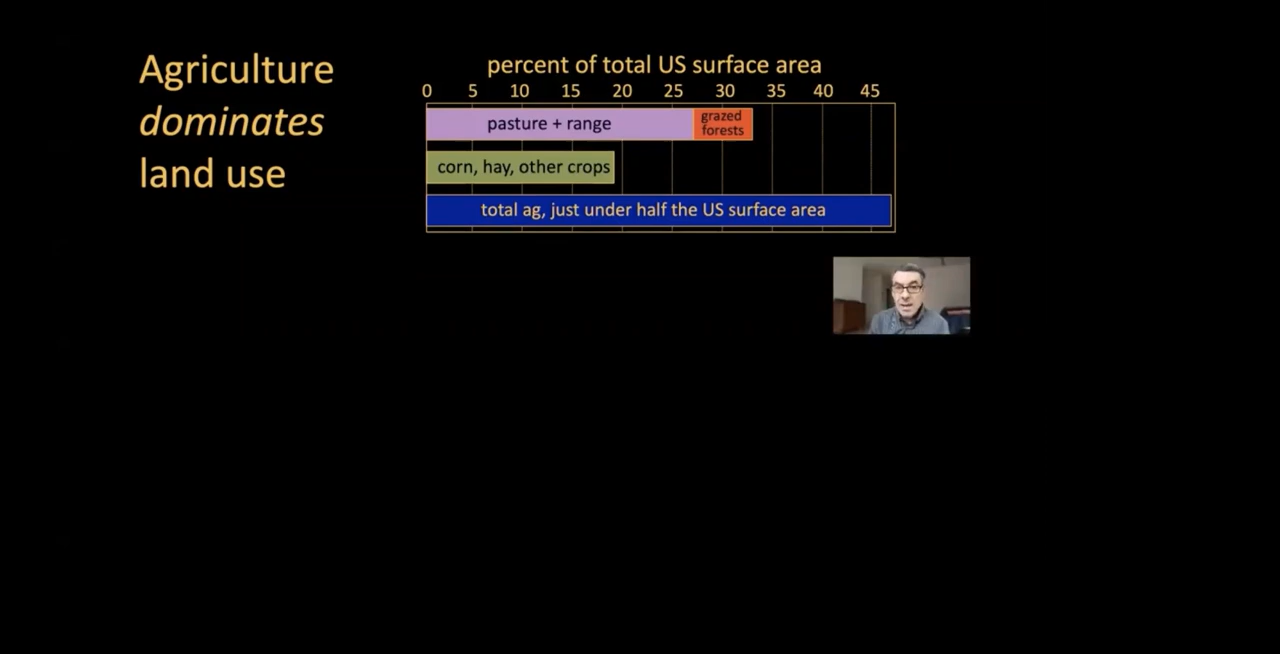 Agriculture
dominates
land use
percent of total US surface area
0 5 10 15 20 25 30 35 40 45
pasture + range
grazed
forests
corn, hay, other crops
total ag, just under half the US surface area